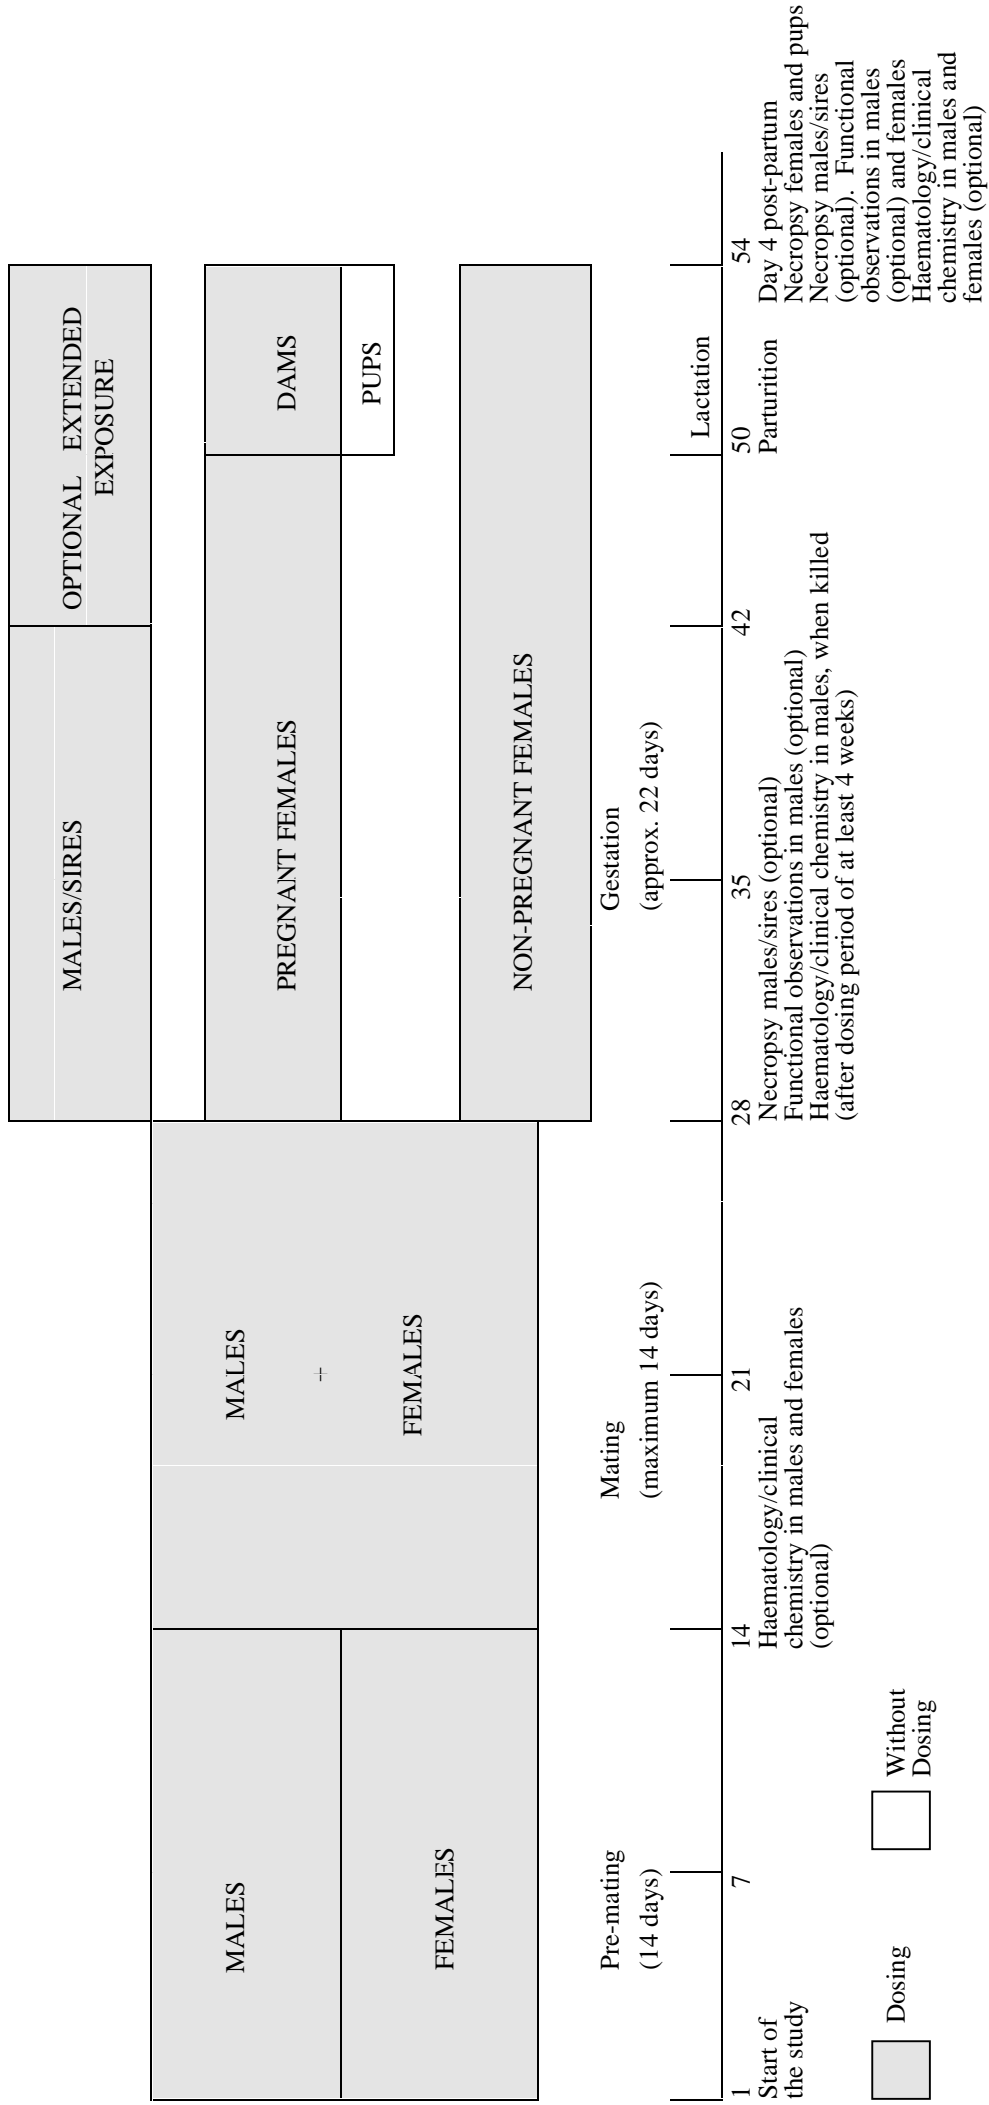 MALES/SIRES
OPTIONAL EXTENDED
EXPOSURE
MALES
MALES
+
FEMALES
FEMALES
PREGNANT FEMALES
DAMS
PUPS
NON-PREGNANT FEMALES
Pre-mating
(14 days)
Mating
(maximum 14 days)
Gestation
(approx. 22 days)
Lactation
1
7
14
21
28
35
42
50
54
Start of
the study
Haematology/clinical
chemistry in males and females
(optional)
Necropsy males/sires (optional)
Functional observations in males (optional)
Haematology/clinical chemistry in males, when killed
(after dosing period of at least 4 weeks)
Parturition
Day 4 post-partum
Necropsy females and pups
Necropsy males/sires
(optional). Functional
observations in males
(optional) and females
Haematology/clinical
chemistry in males and
females (optional)
Dosing
Without
Dosing